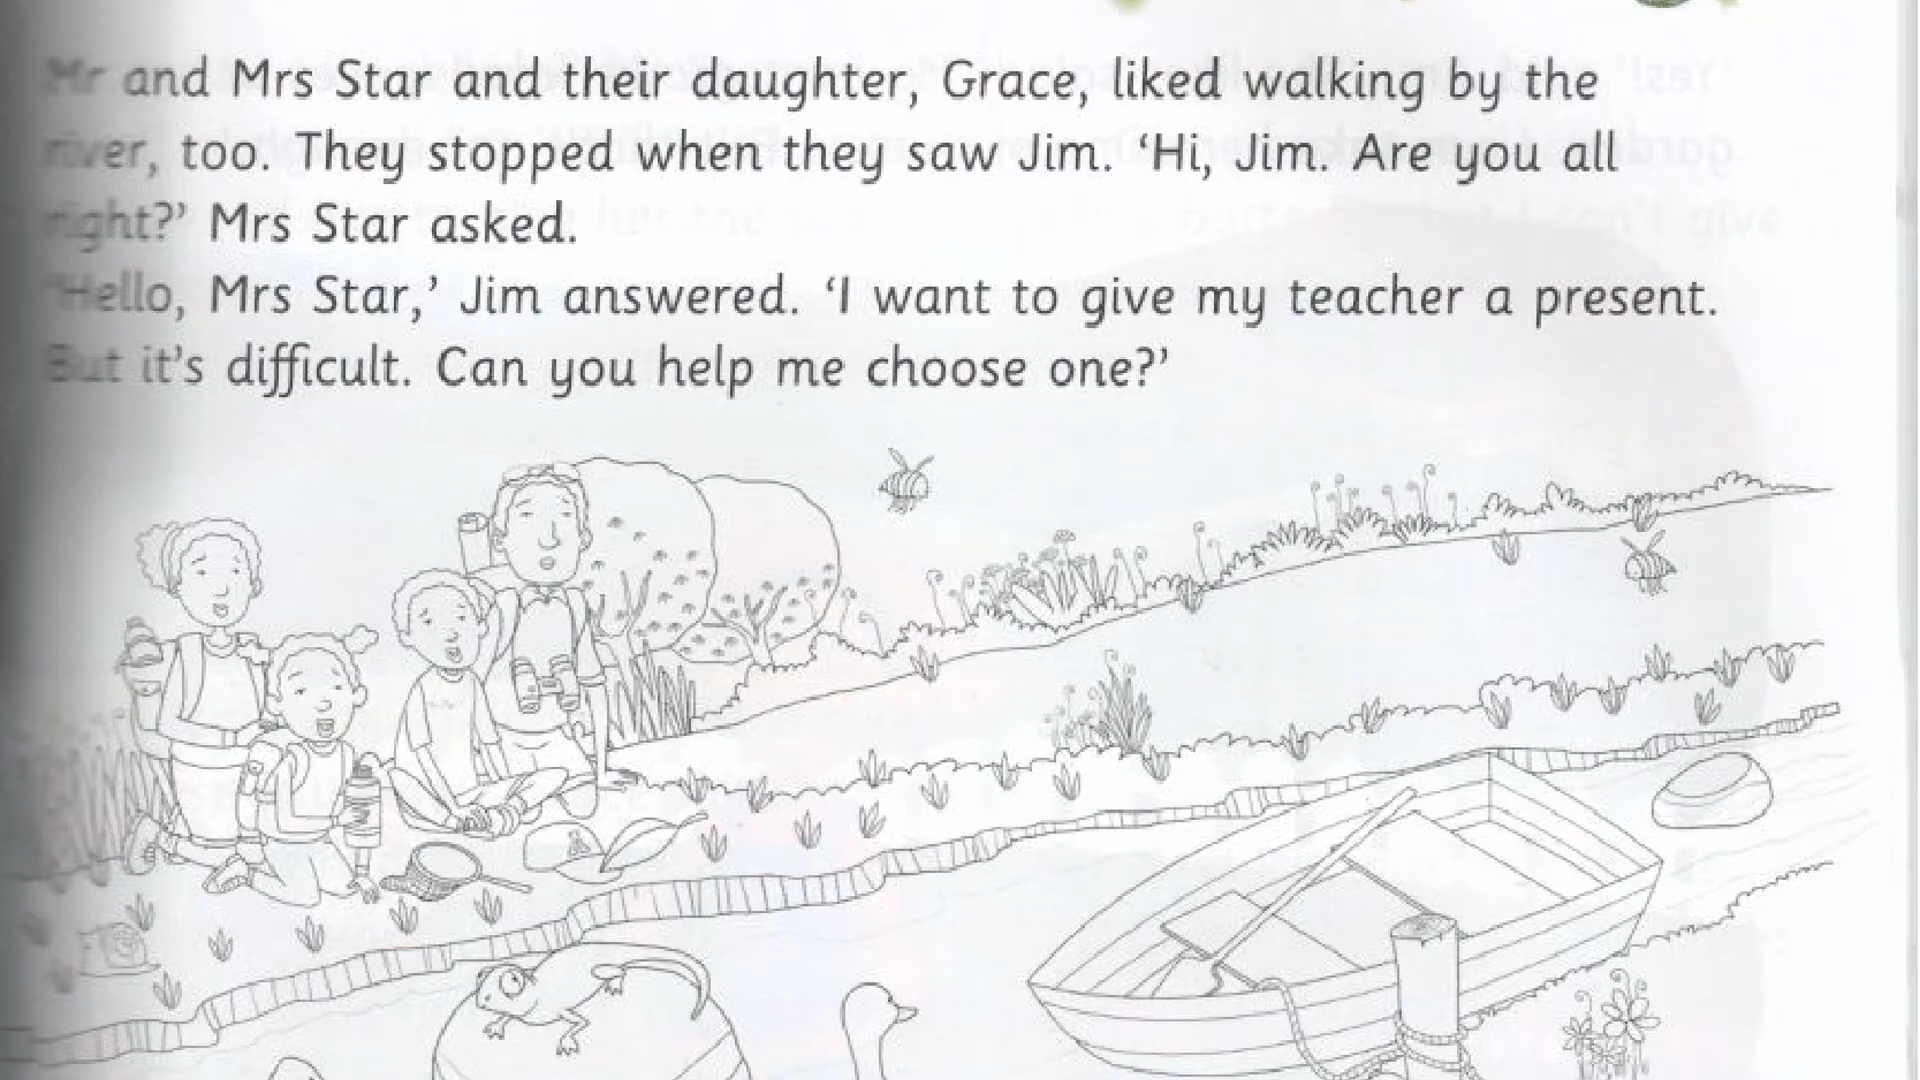 Mr and Mrs Star and their daughter, Grace, liked walking by the
river, too. They stopped when they saw Jim. ‘Hi, Jim. Are you all
right?’ Mrs Star asked.
‘Hello, Mrs Star,’ Jim answered. ‘I want to give my teacher a present.
But it’s difficult. Can you help me choose one?’